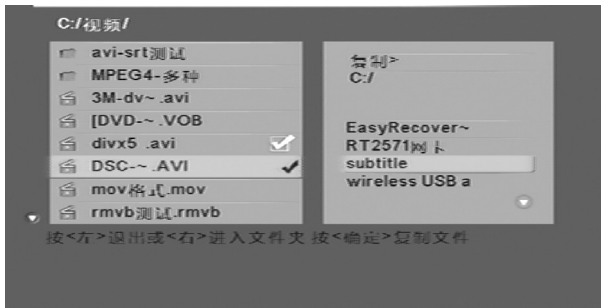 C:/视频/
avi-srt测试
MPEG4-多种
3M-dv~ .avi
[DVD-~ .VOB
divx5 .avi
DSC-~ .AVI
mov格式.mov
rmvb测试.rmvb
复制>
C:/
EasyRecover~
RT2571网卡
subtitle
wireless USB a
按<左>退出或<右>进入文件夹 按<确定>复制文件